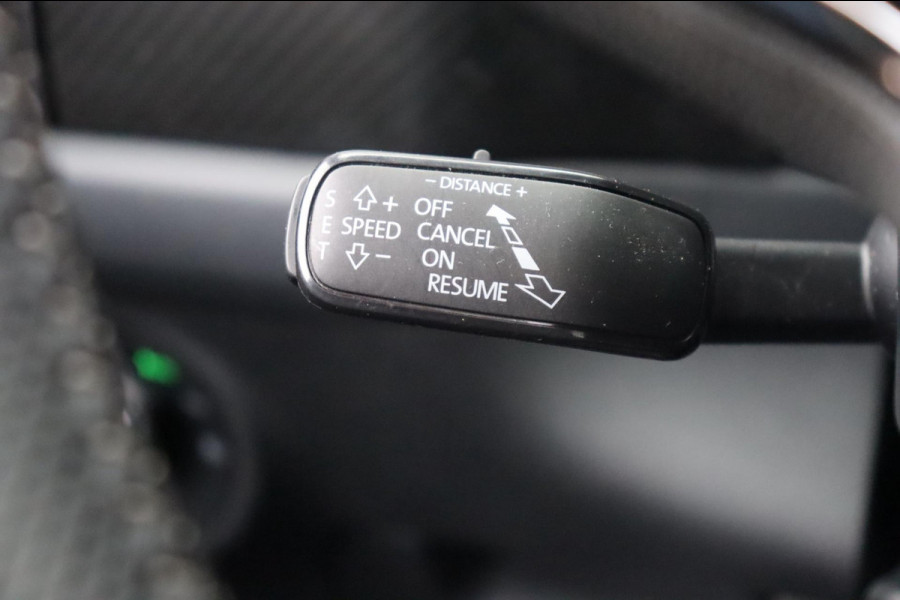 - DISTANCE +
S
E
T
+
SPEED
-
OFF
CANCEL
ON
RESUME